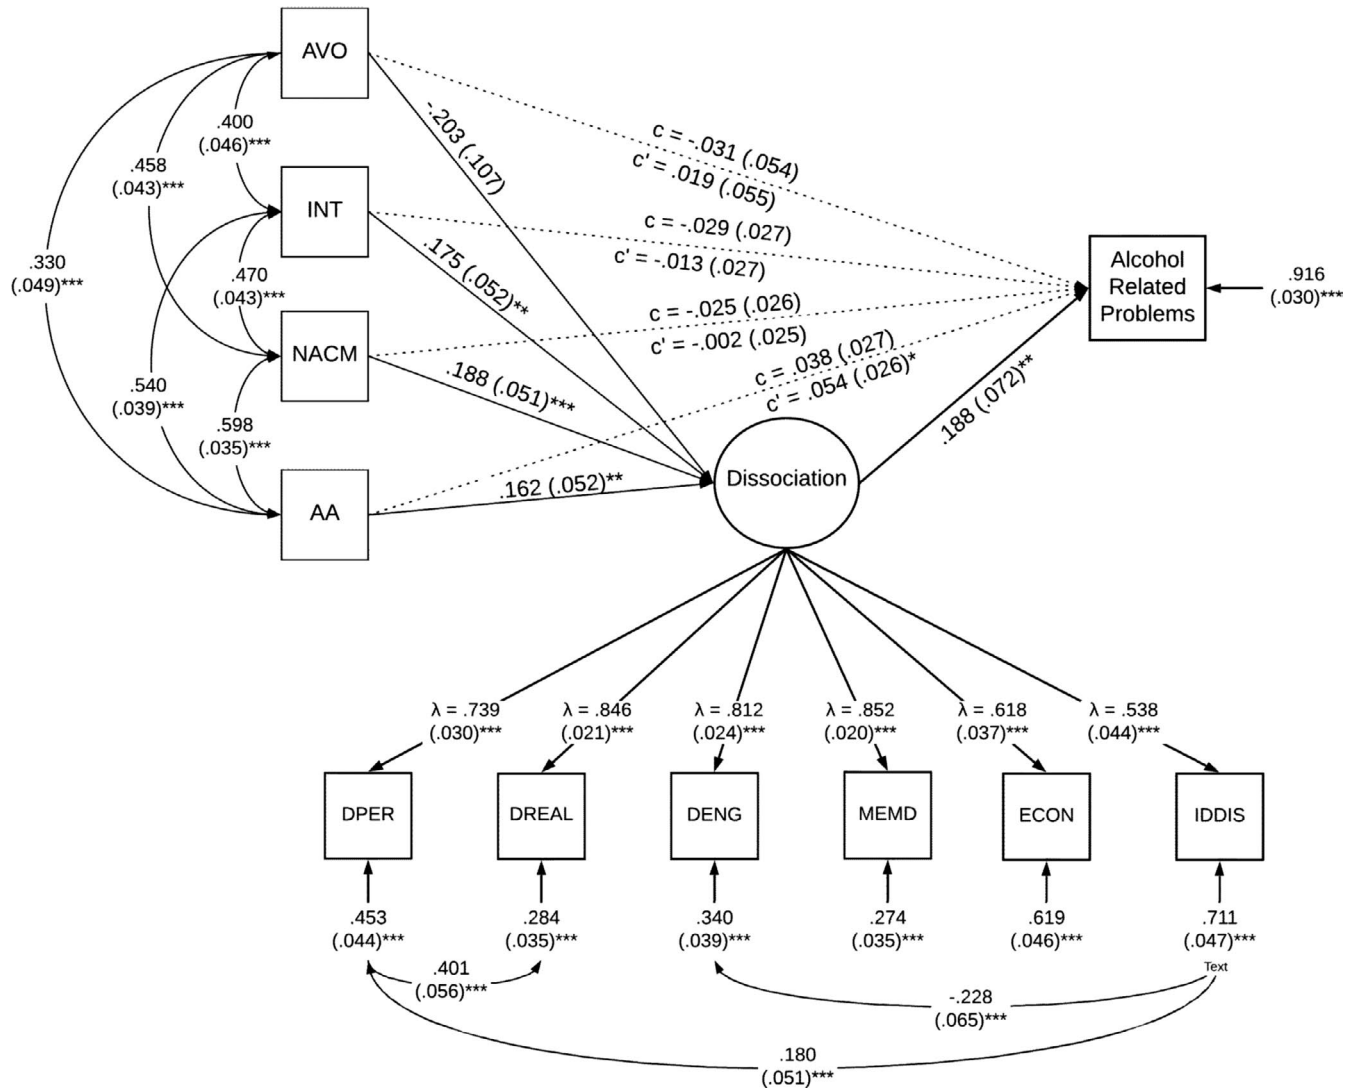 AVO
-.203 (.107)
c = -.031 (.054)
c' = .019 (.055)
.400
(.046)***
.458
(.043)***
INT
.175 (.052)**
c = -.029 (.027)
c' = -.013 (.027)
.330
(.049)***
.470
(.043)***
Alcohol
Related
Problems
.916
(.030)***
NACM
.188 (.051)***
c = -.025 (.026)
c' = -.002 (.025)
c = .038 (.027)
c' = .054 (.026)*
.188 (.072)**
.540
(.039)***
.598
(.035)***
AA
.162 (.052)**
Dissociation
λ = .739
(.030)***
λ = .846
(.021)***
λ = .812
(.024)***
λ = .852
(.020)***
λ = .618
(.037)***
λ = .538
(.044)***
DPER
DREAL
DENG
MEMD
ECON
IDDIS
.453
(.044)***
.284
(.035)***
.340
(.039)***
.274
(.035)***
.619
(.046)***
.711
(.047)***
Text
.401
(.056)***
-.228
(.065)***
.180
(.051)***